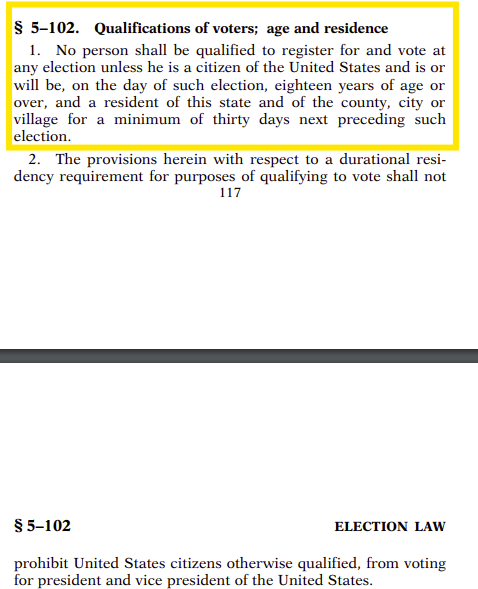 § 5–102. Qualifications of voters; age and residence
1. No person shall be qualified to register for and vote at
any election unless he is a citizen of the United States and is or
will be, on the day of such election, eighteen years of age or
over, and a resident of this state and of the county, city or
village for a minimum of thirty days next preceding such
election.
2. The provisions herein with respect to a durational resi-
dency requirement for purposes of qualifying to vote shall not
117
§ 5–102 ELECTION LAW
prohibit United States citizens otherwise qualified, from voting
for president and vice president of the United States.